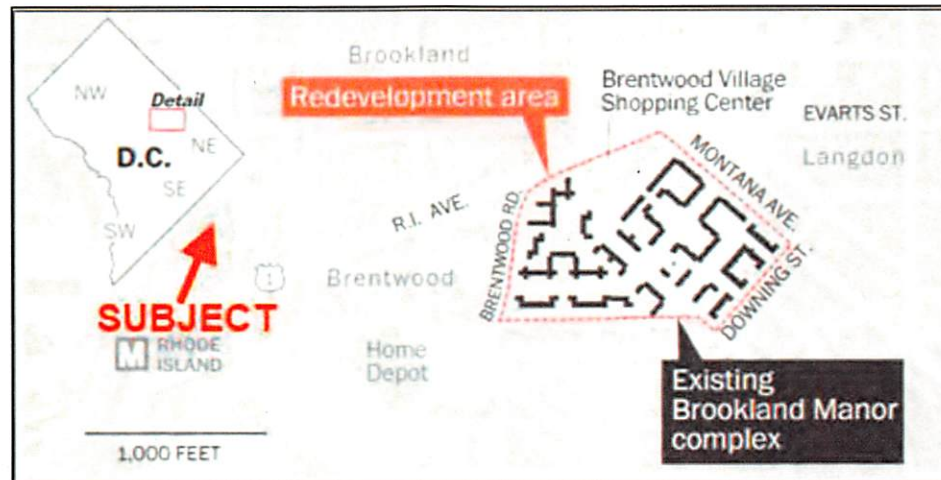 Brookland
Redevelopment area
Brentwood Village
Shopping Center
EVARTS ST.
Langdon
NW
Detail
D.C.
NE
SE
SW
MONTANA AVE.
R.I. AVE.
BRENTWOOD RD.
Brentwood
1
DOWNING ST.
SUBJECT
M RHODE
ISLAND
Home
Depot
Existing
Brookland Manor
complex
1,000 FEET